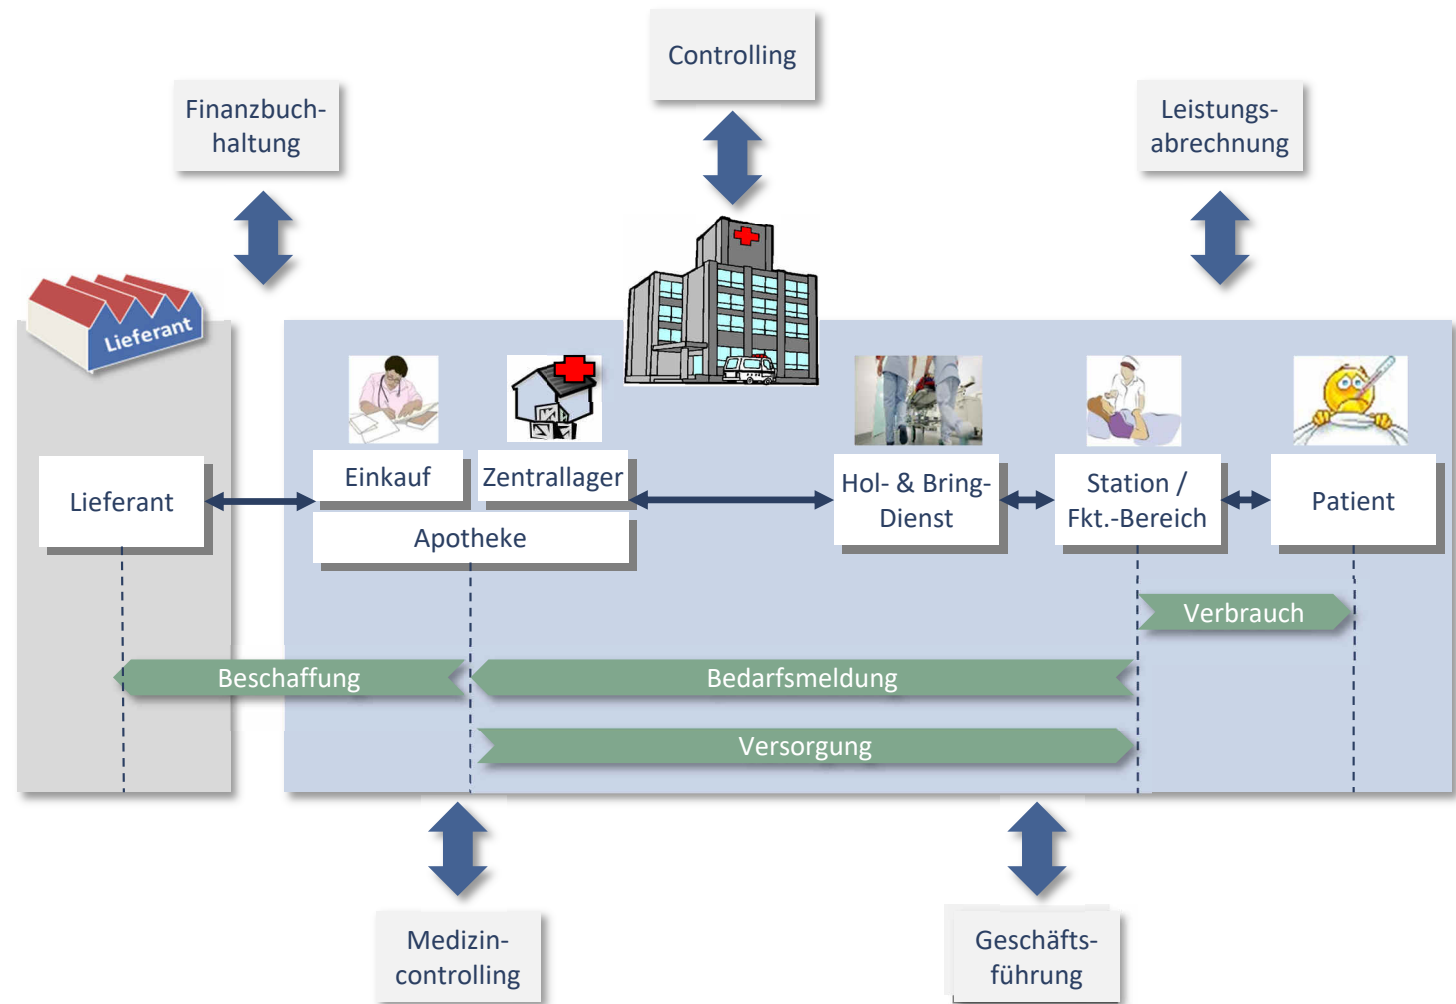 Controlling
Finanzbuch-
haltung
Leistungs-
abrechnung
Lieferant
Lieferant
Einkauf
Zentrallager
Apotheke
Hol- & Bring-
Dienst
Station /
Fkt.-Bereich
Patient
Verbrauch
Beschaffung
Bedarfsmeldung
Versorgung
Medizin-
controlling
Geschäfts-
führung